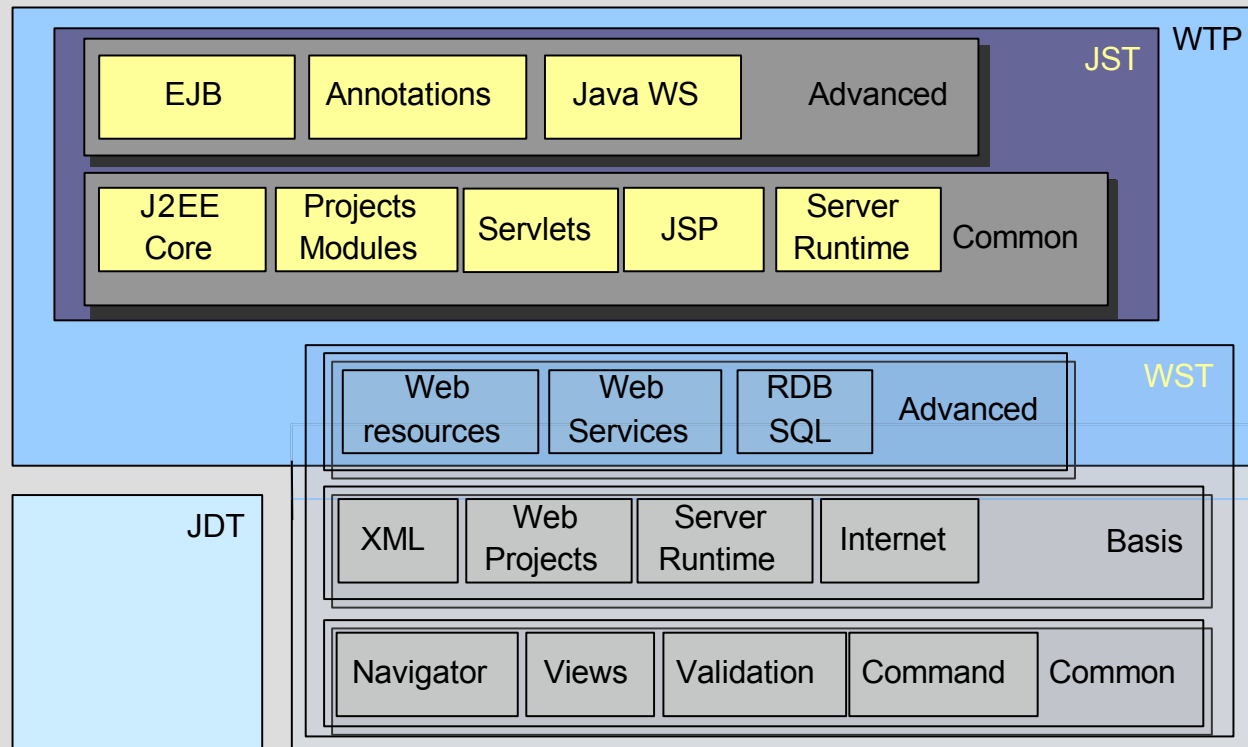 WTP
JST
EJB
Annotations
Java WS
Advanced
J2EE
Core
Projects
Modules
Servlets
JSP
Server
Runtime
Common
WST
Web
resources
Web
Services
RDB
SQL
Advanced
JDT
XML
Web
Projects
Server
Runtime
Internet
Basis
Navigator
Views
Validation
Command
Common